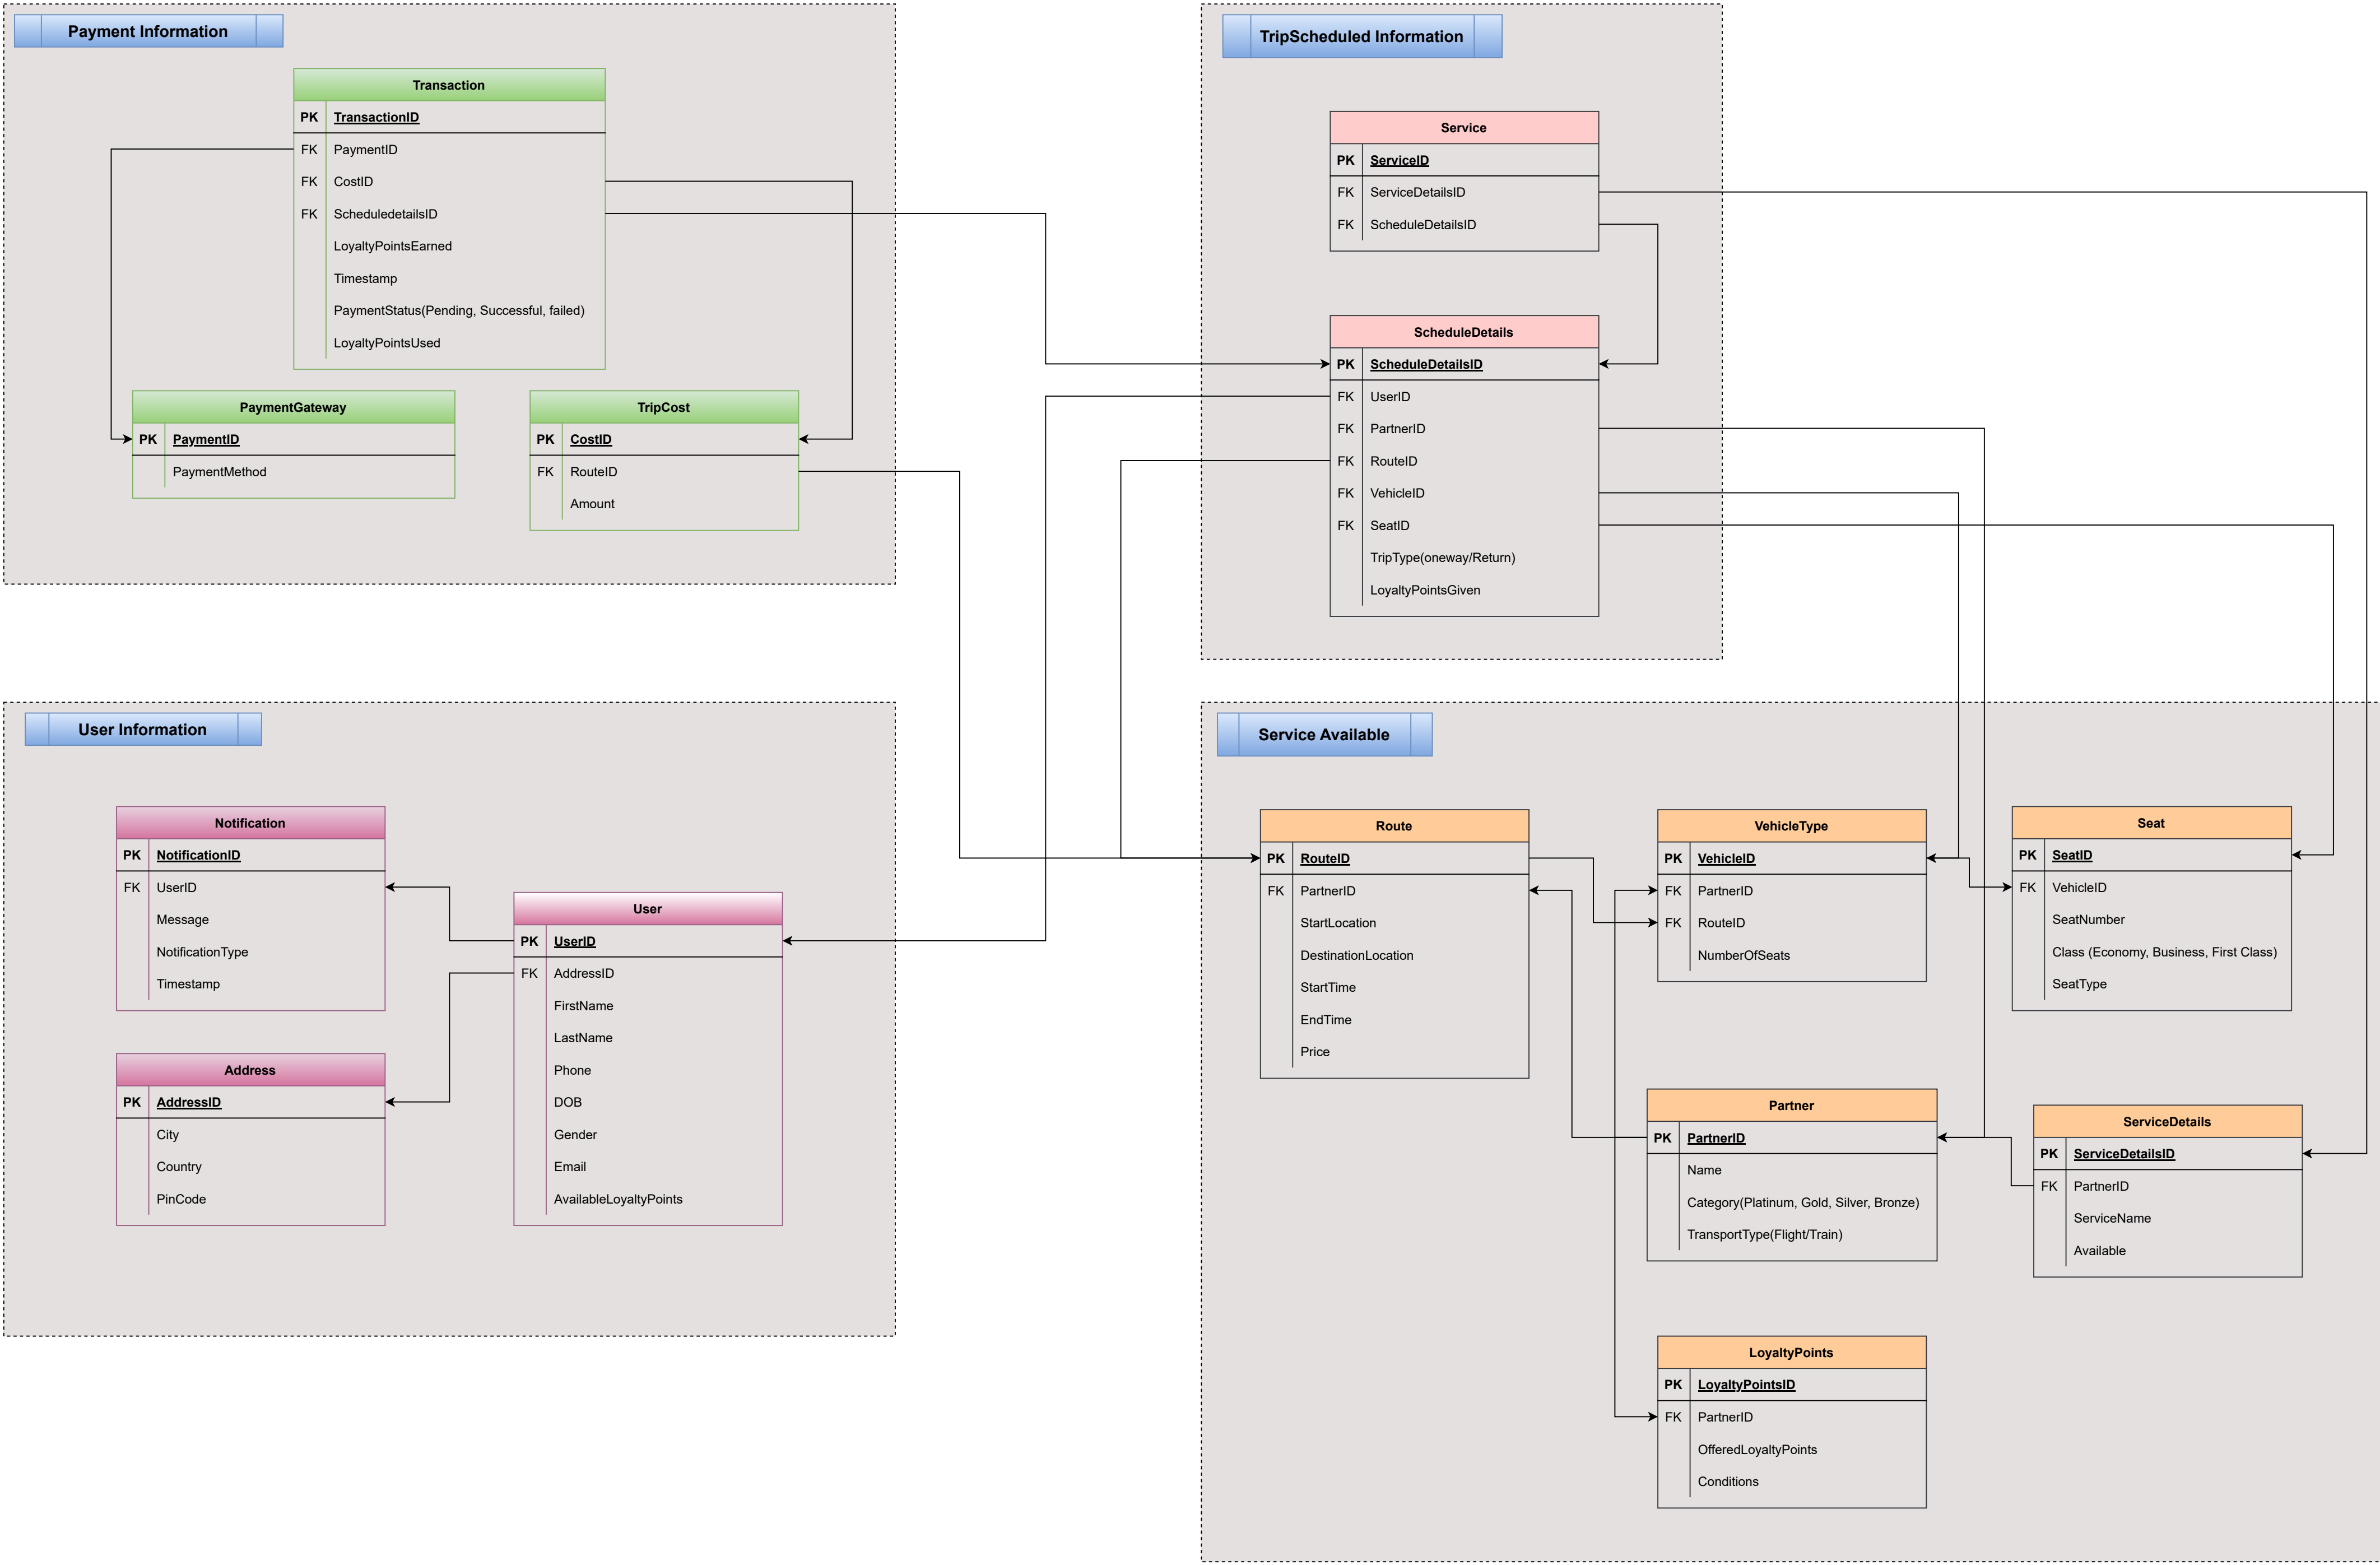 Payment Information
Transaction
PK TransactionID
FK PaymentID
FK CostID
FK ScheduledetailsID
LoyaltyPointsEarned
Timestamp
PaymentStatus(Pending, Successful, failed)
LoyaltyPointsUsed
PaymentGateway
PK PaymentID
PaymentMethod
TripCost
PK CostID
FK RouteID
Amount
TripScheduled Information
Service
PK ServiceID
FK ServiceDetailsID
FK ScheduleDetailsID
ScheduleDetails
PK ScheduleDetailsID
FK UserID
FK PartnerID
FK RouteID
FK VehicleID
FK SeatID
TripType(oneway/Return)
LoyaltyPointsGiven
User Information
Notification
PK NotificationID
FK UserID
Message
NotificationType
Timestamp
Address
PK AddressID
City
Country
PinCode
User
PK UserID
FK AddressID
FirstName
LastName
Phone
DOB
Gender
Email
AvailableLoyaltyPoints
Service Available
Route
PK RouteID
FK PartnerID
StartLocation
DestinationLocation
StartTime
EndTime
Price
VehicleType
PK VehicleID
FK PartnerID
FK RouteID
NumberOfSeats
Seat
PK SeatID
FK VehicleID
SeatNumber
Class (Economy, Business, First Class)
SeatType
Partner
PK PartnerID
Name
Category(Platinum, Gold, Silver, Bronze)
TransportType(Flight/Train)
ServiceDetails
PK ServiceDetailsID
FK PartnerID
ServiceName
Available
LoyaltyPoints
PK LoyaltyPointsID
FK PartnerID
OfferedLoyaltyPoints
Conditions